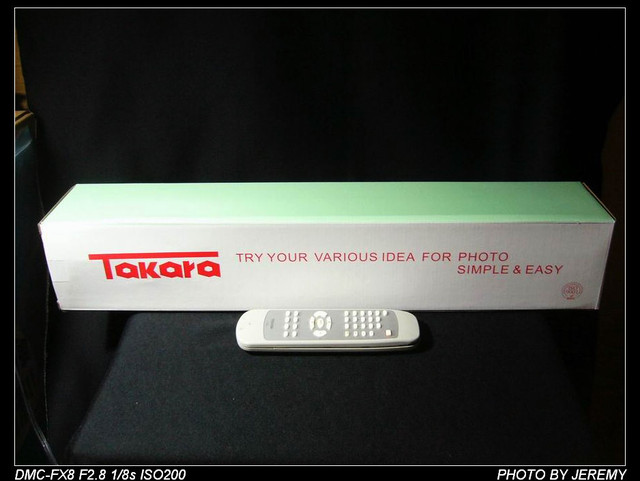 Takara
TRY YOUR VARIOUS IDEA FOR PHOTO
SIMPLE & EASY
DMC-FX8 F2.8 1/8s ISO200
PHOTO BY JEREMY